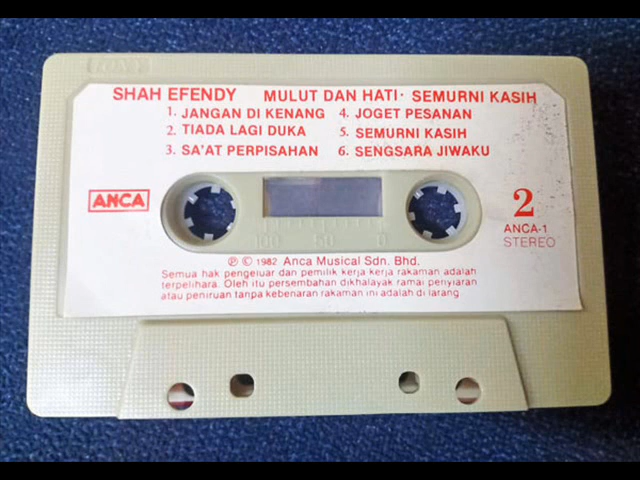 SHAH EFENDY MULUT DAN HATI · SEMURNI KASIH
1. JANGAN DI KENANG
2. TIADA LAGI DUKA
3. SA'AT PERPISAHAN
4. JOGET PESANAN
5. SEMURNI KASIH
6. SENGSARA JIWAKU
ANCA
2
ANCA-1
STEREO
100 50 0
Ⓟ © 1982 Anca Musical Sdn. Bhd.
Semua hak pengeluar dan pemilik kerja kerja rakaman adalah
terpelihara. Oleh itu persembahan dikhalayak ramai penyiaran
atau peniruan tanpa kebenaran rakaman ini adalah di larang